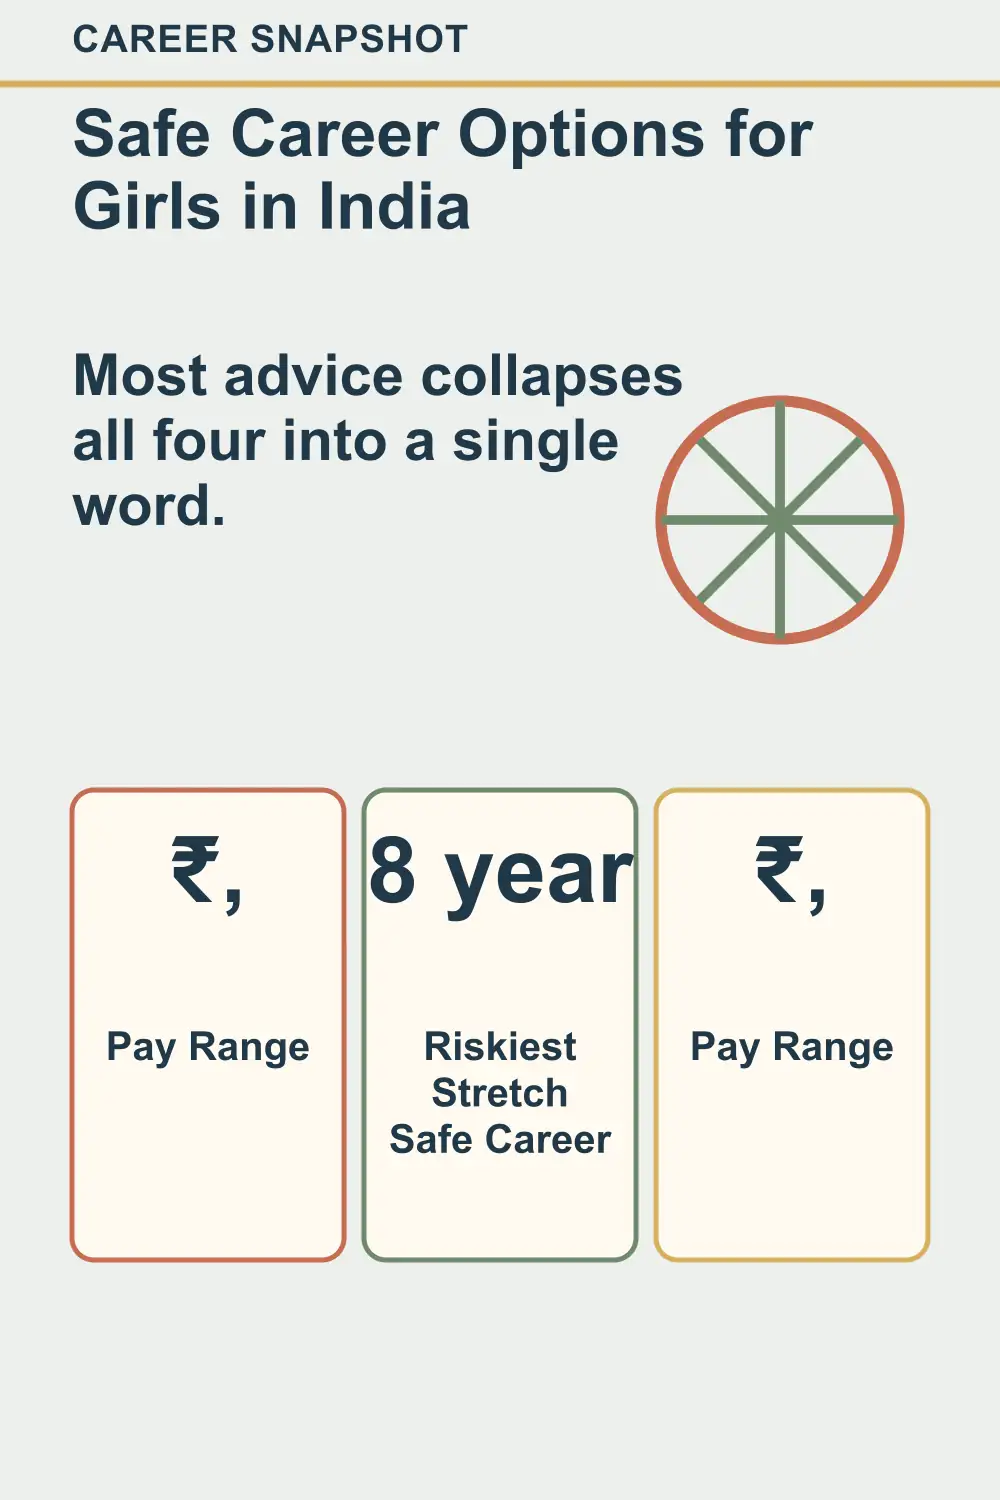 CAREER SNAPSHOT
Safe Career Options for
Girls in India
Most advice collapses
all four into a single
word.
₹,
Pay Range
8 year
Riskiest
Stretch
Safe Career
₹,
Pay Range